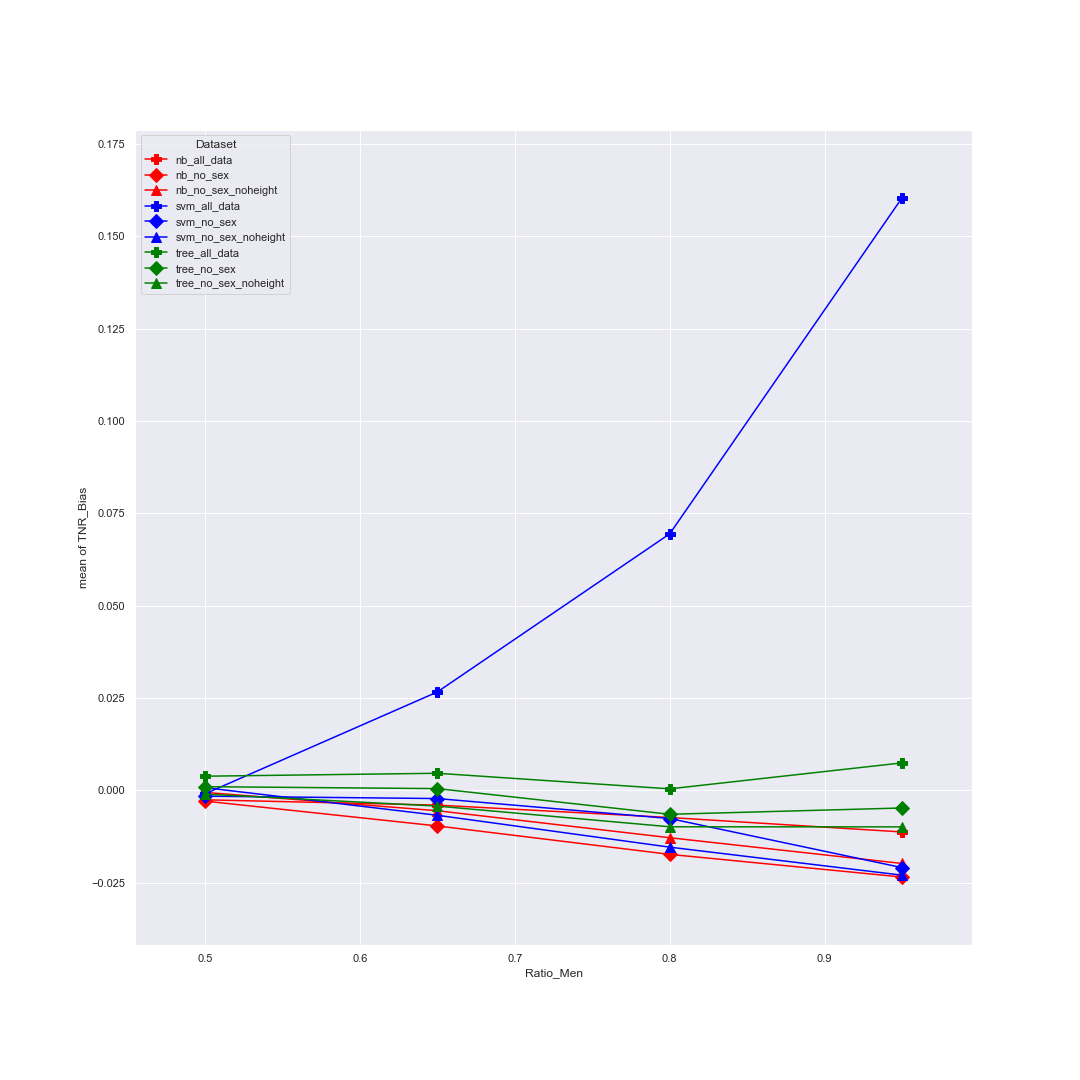 0.175
0.150
0.125
0.100
0.075
0.050
0.025
0.000
−0.025
mean of TNR_Bias
Dataset
nb_all_data
nb_no_sex
nb_no_sex_noheight
svm_all_data
svm_no_sex
svm_no_sex_noheight
tree_all_data
tree_no_sex
tree_no_sex_noheight
0.5 0.6 0.7 0.8 0.9
Ratio_Men